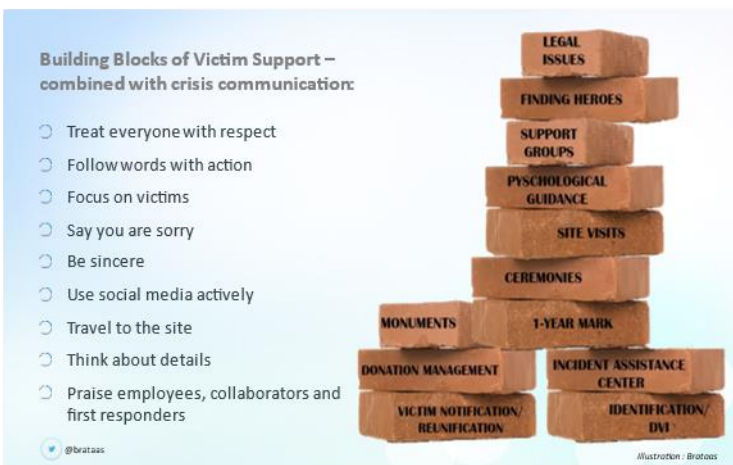 Building Blocks of Victim Support –
combined with crisis communication:
Treat everyone with respect
Follow words with action
Focus on victims
Say you are sorry
Be sincere
Use social media actively
Travel to the site
Think about details
Praise employees, collaborators and
first responders
@brataas
LEGAL
ISSUES
FINDING HEROES
SUPPORT
GROUPS
PYSCHOLOGICAL
GUIDANCE
SITE VISITS
CEREMONIES
MONUMENTS
1-YEAR MARK
DONATION MANAGEMENT
INCIDENT ASSISTANCE
CENTER
VICTIM NOTIFICATION/
REUNIFICATION
IDENTIFICATION/
DVI
Illustration : Brataas